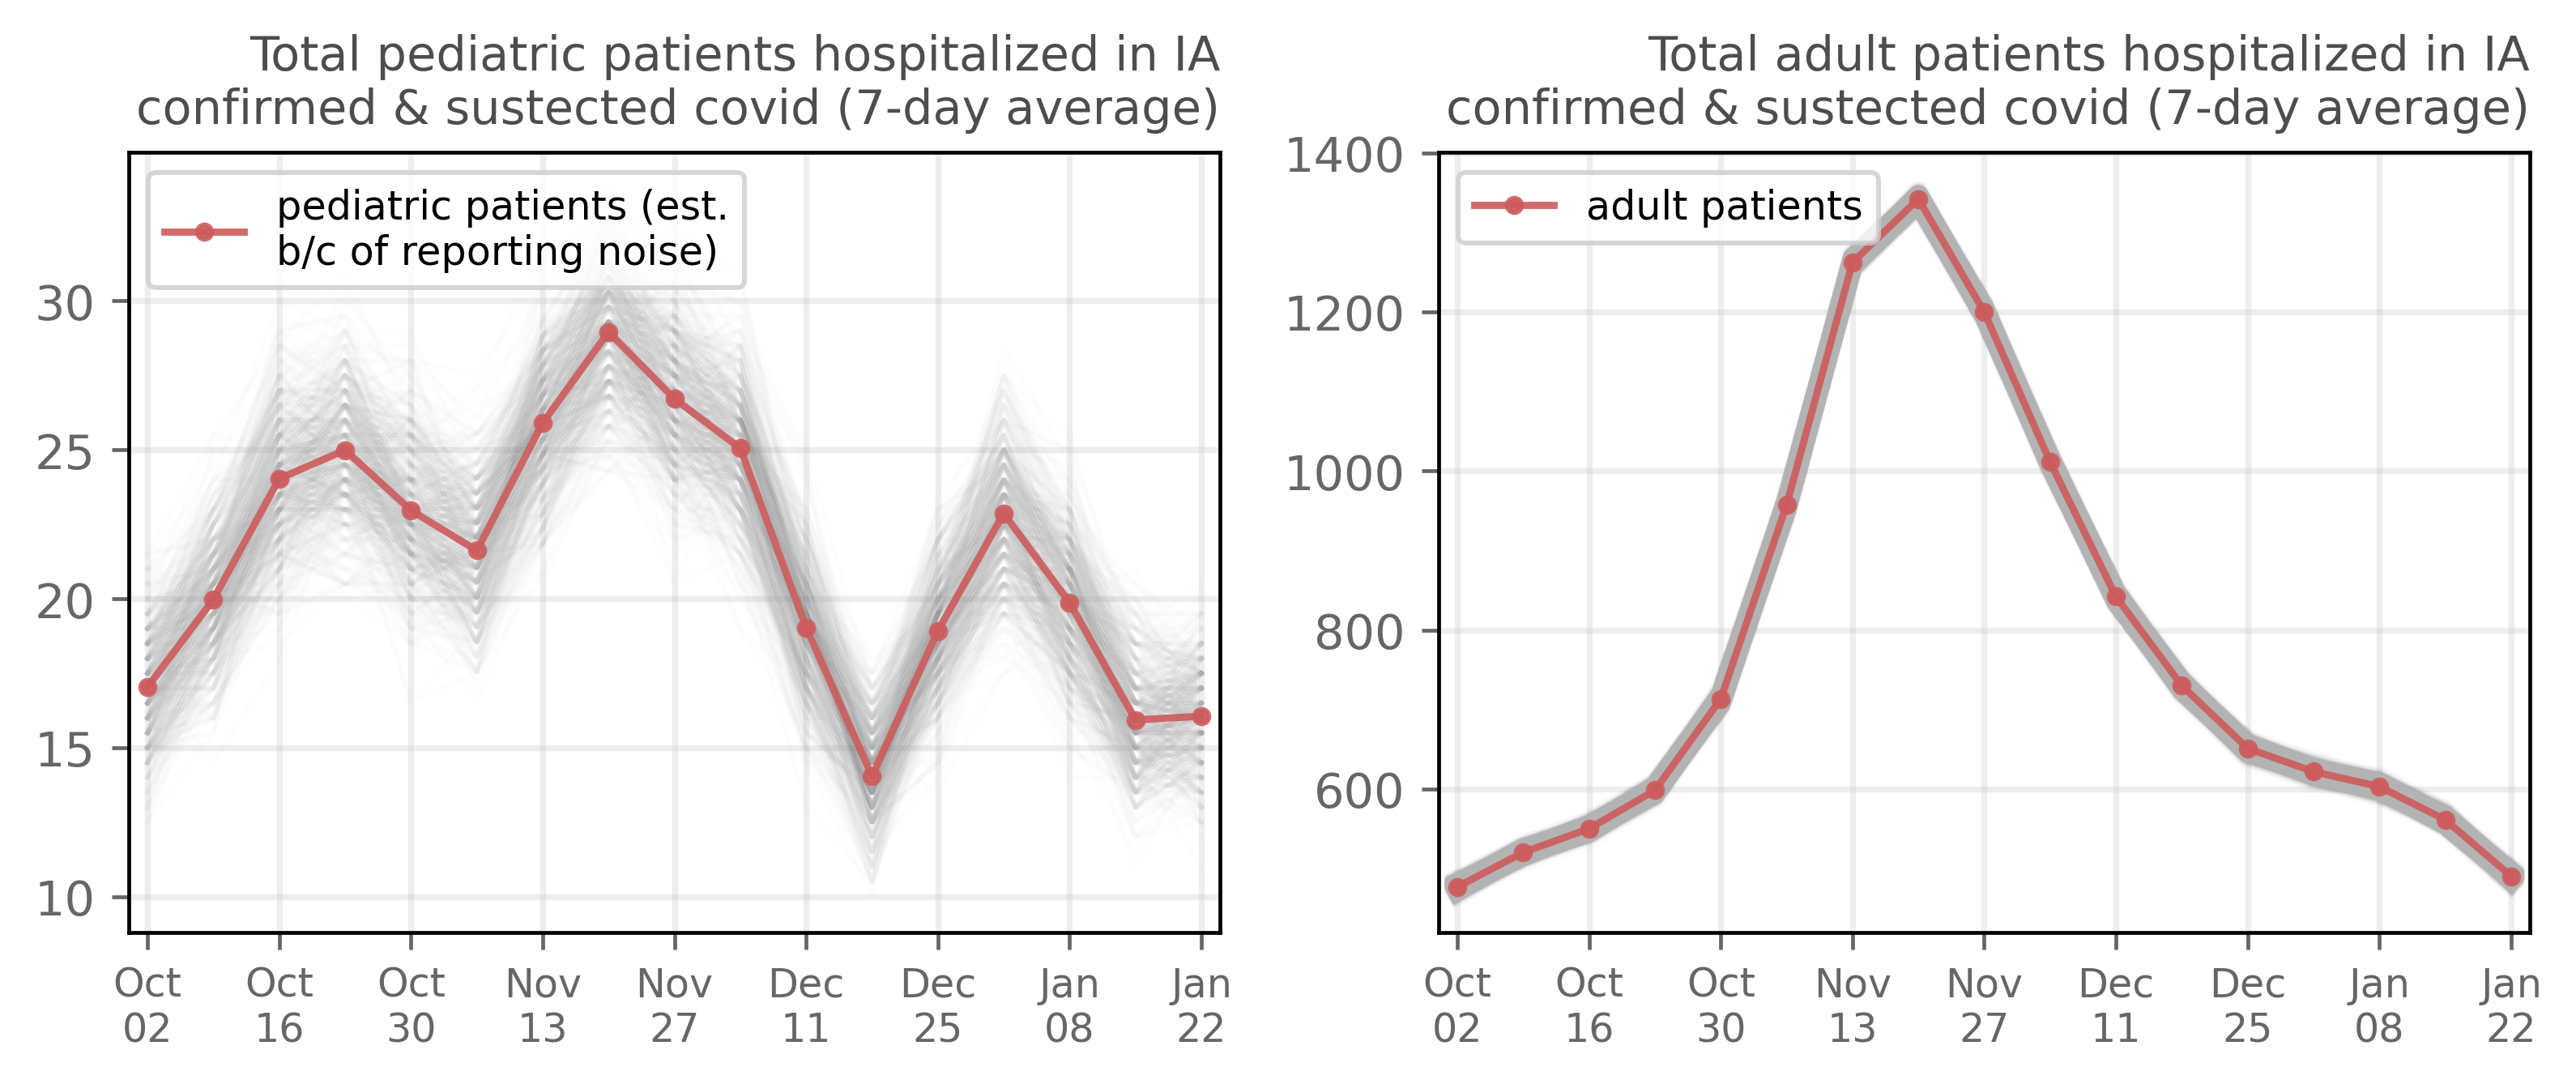 Total pediatric patients hospitalized in IA
confirmed & sustected covid (7-day average)
pediatric patients (est.
b/c of reporting noise)
30
25
20
15
10
Oct Oct Oct Nov Nov Dec Dec Jan Jan
02 16 30 13 27 11 25 08 22
Total adult patients hospitalized in IA
confirmed & sustected covid (7-day average)
1400
adult patients
1200
1000
800
600
Oct Oct Oct Nov Nov Dec Dec Jan Jan
02 16 30 13 27 11 25 08 22